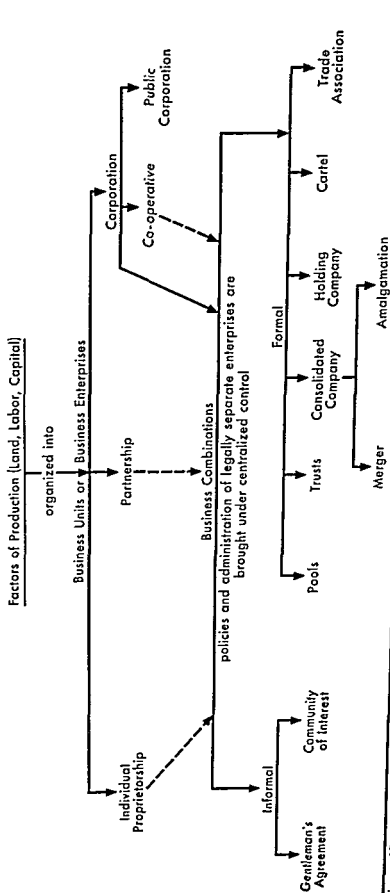 Factors of Production (Land, Labor, Capital)
organized into
Business Units or Business Enterprises
Individual
Proprietorship
Partnership
Corporation
Co-operative
Public
Corporation
Business Combinations
policies and administration of legally separate enterprises are
brought under centralized control
Informal
Gentleman's
Agreement
Community
of Interest
Formal
Pools
Trusts
Consolidated
Company
Holding
Company
Cartel
Trade
Association
Merger
Amalgamation